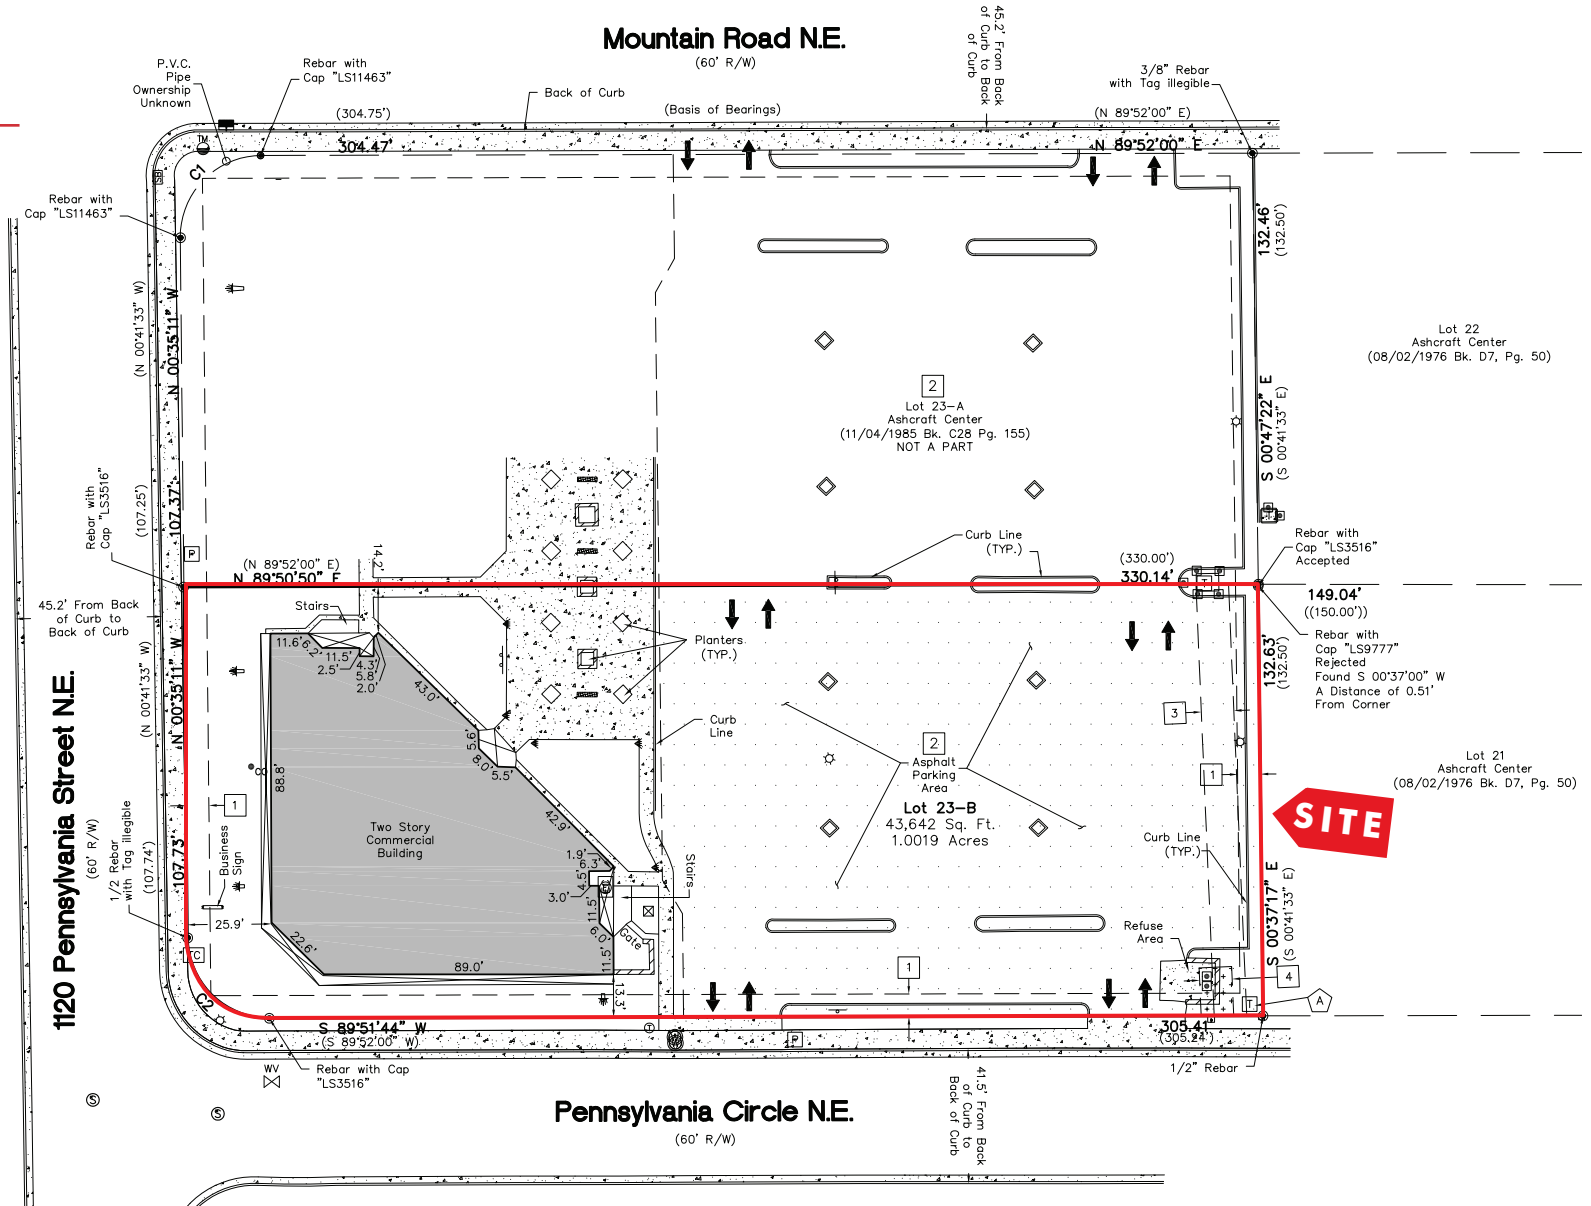 Mountain Road N.E.
(60' R/W)
45.2' From Back
of Curb to Back
of Curb
P.V.C.
Pipe
Ownership
Unknown
Rebar with
Cap "LS11463"
Back of Curb
(304.75')
(Basis of Bearings)
3/8" Rebar
with Tag illegible
(N 89°52'00" E)
304.47'
N 89°52'00" E
TM
C1
SB
Rebar with
Cap "LS11463"
132.46'
(132.50')
N 00°35'11" W
(N 00°41'33" W)
Lot 22
Ashcraft Center
(08/02/1976 Bk. D7, Pg. 50)
2
Lot 23-A
Ashcraft Center
(11/04/1985 Bk. C28 Pg. 155)
NOT A PART
S 00°47'22" E
(S 00°41'33" E)
Rebar with
Cap "LS3516"
(107.25')
107.37'
P
(N 89°52'00" E)
N 89°50'50" E
14.2'
Curb Line
(TYP.)
(330.00')
330.14'
T
Rebar with
Cap "LS3516"
Accepted
149.04'
((150.00'))
45.2' From Back
of Curb to
Back of Curb
Stairs
Planters
(TYP.)
Rebar with
Cap "LS9777"
Rejected
Found S 00°37'00" W
A Distance of 0.51'
From Corner
132.63'
(132.50')
N 00°35'11" W
(N 00°41'33" W)
11.6'
6.2'
11.5'
2.5'
4.3'
5.8'
2.0'
43.0'
5.6'
8.0'
5.5'
42.9'
88.8'
CO
Curb
Line
3
2
Asphalt
Parking
Area
1
Lot 23-B
43,642 Sq. Ft.
1.0019 Acres
Lot 21
Ashcraft Center
(08/02/1976 Bk. D7, Pg. 50)
SITE
Curb Line
(TYP.)
1120 Pennsylvania Street N.E.
(60' R/W)
1/2 Rebar
with Tag illegible
(107.74')
107.73'
1
Business
Sign
Two Story
Commercial
Building
1.9'
6.3'
4.5'
3.0'
11.5'
6.0'
11.5'
Stairs
Gate
25.9'
22.6'
89.0'
13.3'
TC
C2
S 00°37'17" E
(S 00°41'33" E)
Refuse
Area
1
4
T
A
S 89°51'44" W
(S 89°52'00" W)
T
P
305.41'
(305.24')
1/2" Rebar
WV
Rebar with Cap
"LS3516"
S
S
Pennsylvania Circle N.E.
(60' R/W)
41.5' From Back
of Curb to
Back of Curb